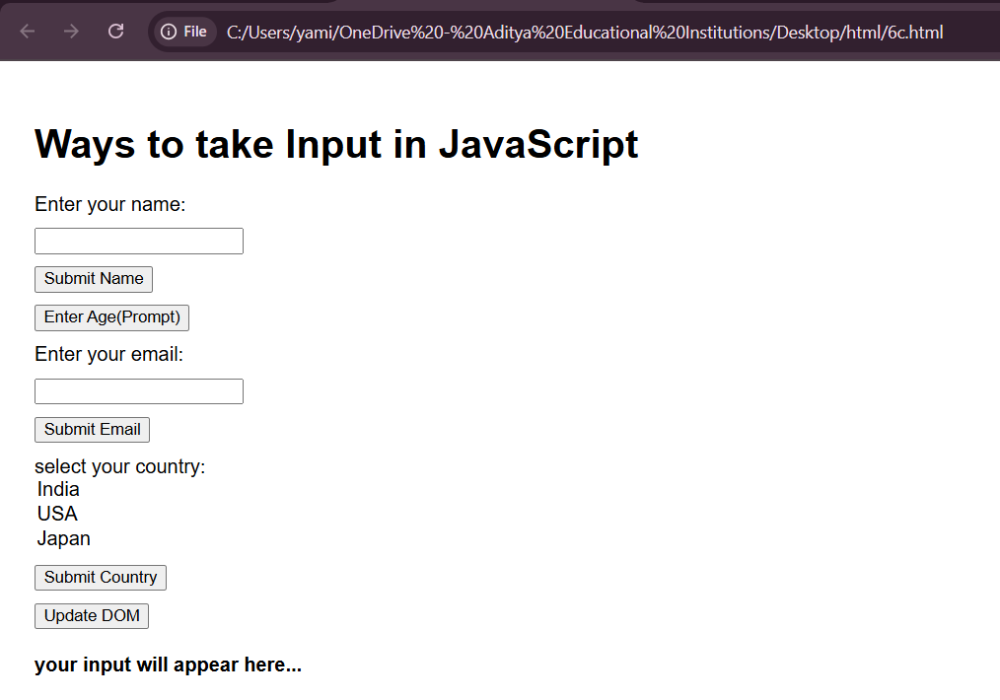 File C:/Users/yami/OneDrive%20-%20Aditya%20Educational%20Institutions/Desktop/html/6c.html
Ways to take Input in JavaScript
Enter your name:
Submit Name
Enter Age(Prompt)
Enter your email:
Submit Email
select your country:
India
USA
Japan
Submit Country
Update DOM
your input will appear here...